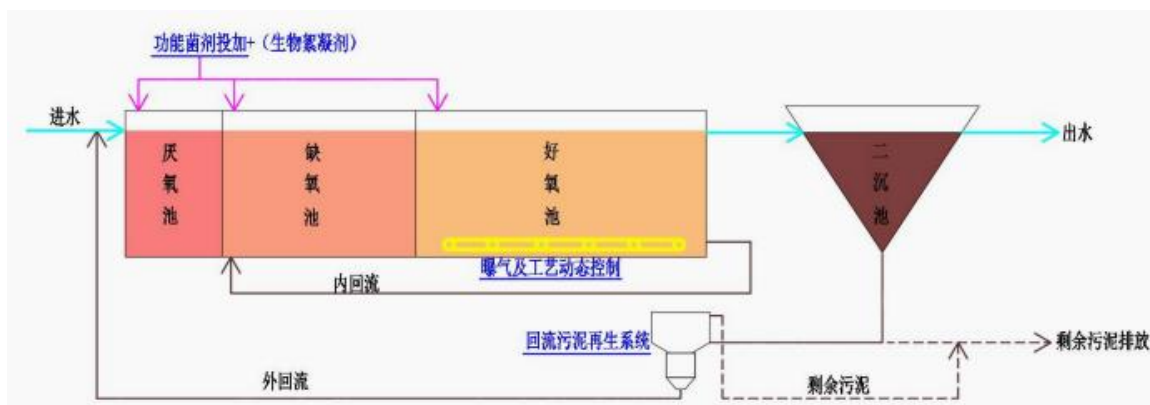 功能菌剂投加+（生物絮凝剂）
进水
厌氧池
缺氧池
好氧池
二沉池
出水
曝气及工艺动态控制
内回流
回流污泥再生系统
剩余污泥排放
外回流
剩余污泥